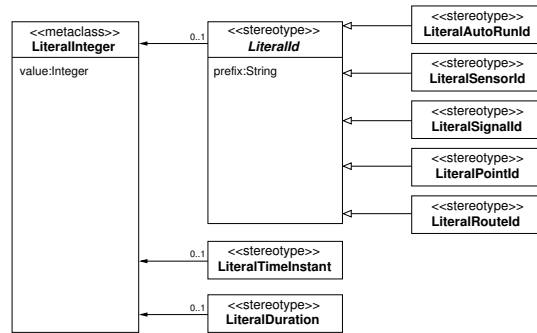 <<metaclass>>
LiteralInteger
value:Integer
0..1
<<stereotype>>
LiteralId
prefix:String
<<stereotype>>
LiteralAutoRunId
<<stereotype>>
LiteralSensorId
<<stereotype>>
LiteralSignalId
<<stereotype>>
LiteralPointId
<<stereotype>>
LiteralRouteId
0..1
<<stereotype>>
LiteralTimeInstant
0..1
<<stereotype>>
LiteralDuration